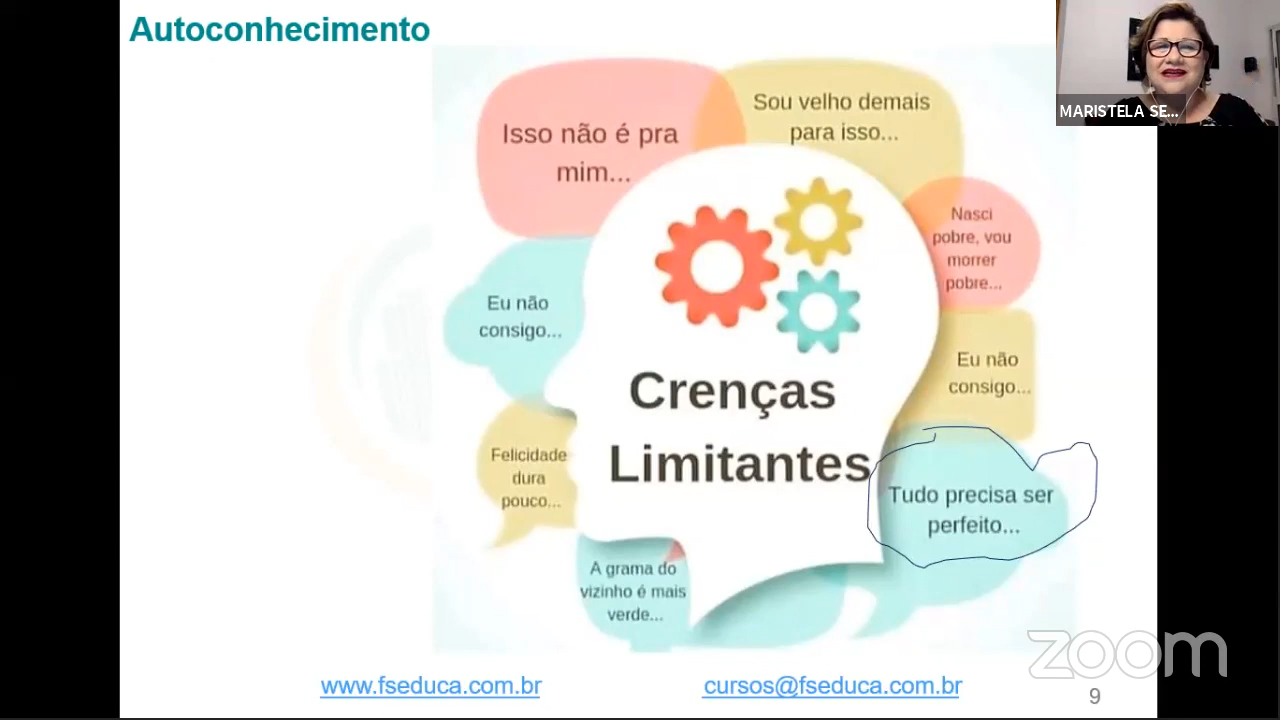 Autoconhecimento
MARISTELA SE...
Isso não é pra
mim...
Sou velho demais
para isso...
Nasci
pobre, vou
morrer
pobre...
Eu não
consigo...
Eu não
consigo...
Crenças
Limitantes
Felicidade
dura
pouco...
Tudo precisa ser
perfeito...
A grama do
vizinho é mais
verde...
zoom
www.fseduca.com.br
cursos@fseduca.com.br
9